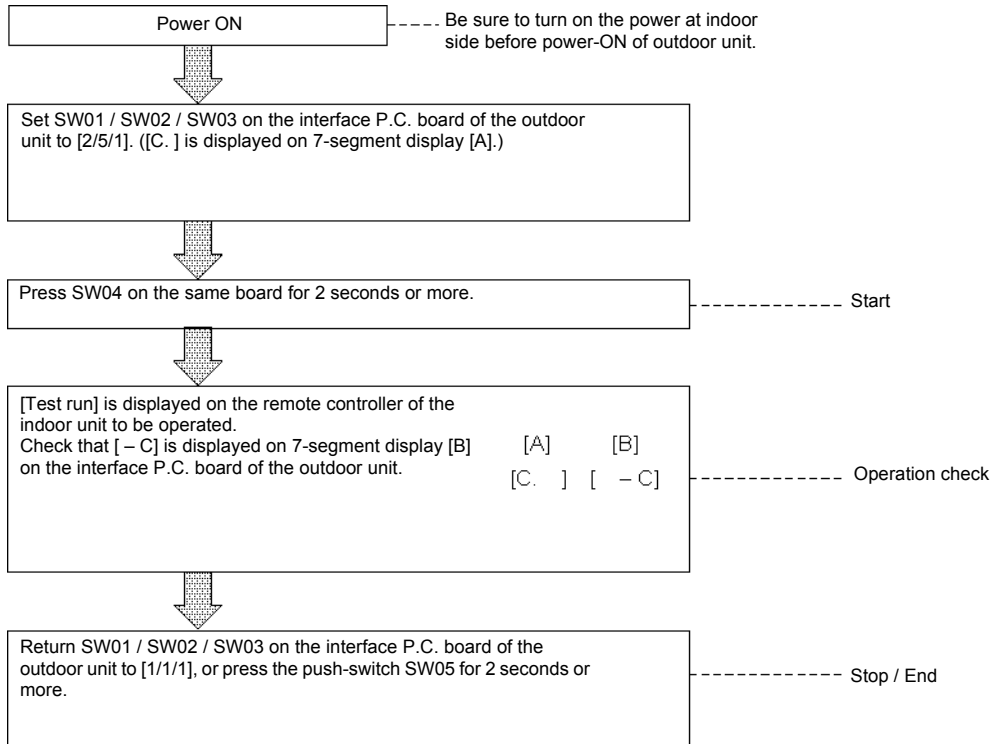 Power ON
Be sure to turn on the power at indoor
side before power-ON of outdoor unit.
Set SW01 / SW02 / SW03 on the interface P.C. board of the outdoor
unit to [2/5/1]. ([C. ] is displayed on 7-segment display [A].)
Press SW04 on the same board for 2 seconds or more.
Start
[Test run] is displayed on the remote controller of the
indoor unit to be operated.
Check that [ – C] is displayed on 7-segment display [B]
on the interface P.C. board of the outdoor unit.
[A] [B]
[C. ] [ – C]
Operation check
Return SW01 / SW02 / SW03 on the interface P.C. board of the
outdoor unit to [1/1/1], or press the push-switch SW05 for 2 seconds or
more.
Stop / End